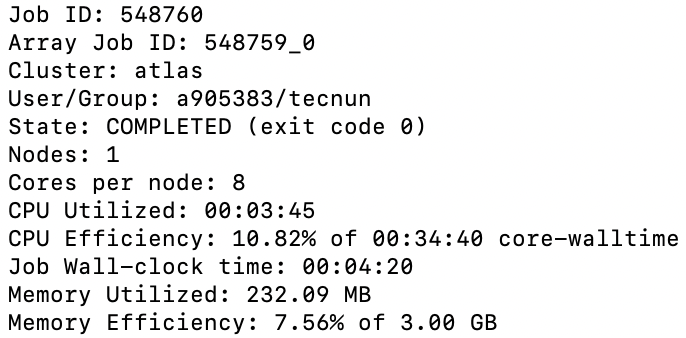 Job ID: 548760
Array Job ID: 548759_0
Cluster: atlas
User/Group: a905383/tecnun
State: COMPLETED (exit code 0)
Nodes: 1
Cores per node: 8
CPU Utilized: 00:03:45
CPU Efficiency: 10.82% of 00:34:40 core-walltime
Job Wall-clock time: 00:04:20
Memory Utilized: 232.09 MB
Memory Efficiency: 7.56% of 3.00 GB